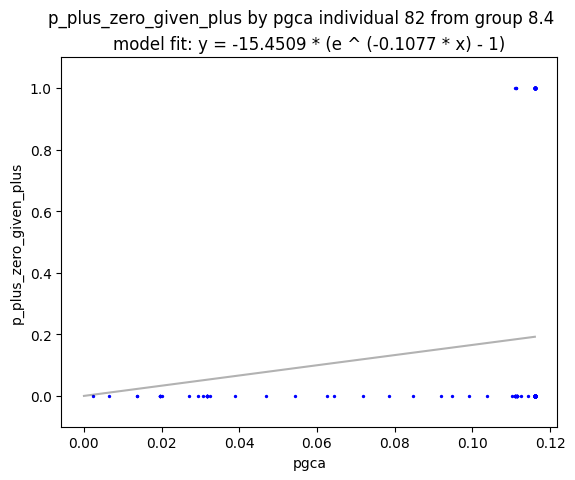 p_plus_zero_given_plus by pgca individual 82 from group 8.4
model fit: y = -15.4509 * (e ^ (-0.1077 * x) - 1)
1.0
0.8
0.6
0.4
0.2
0.0
p_plus_zero_given_plus
0.00 0.02 0.04 0.06 0.08 0.10 0.12
pgca